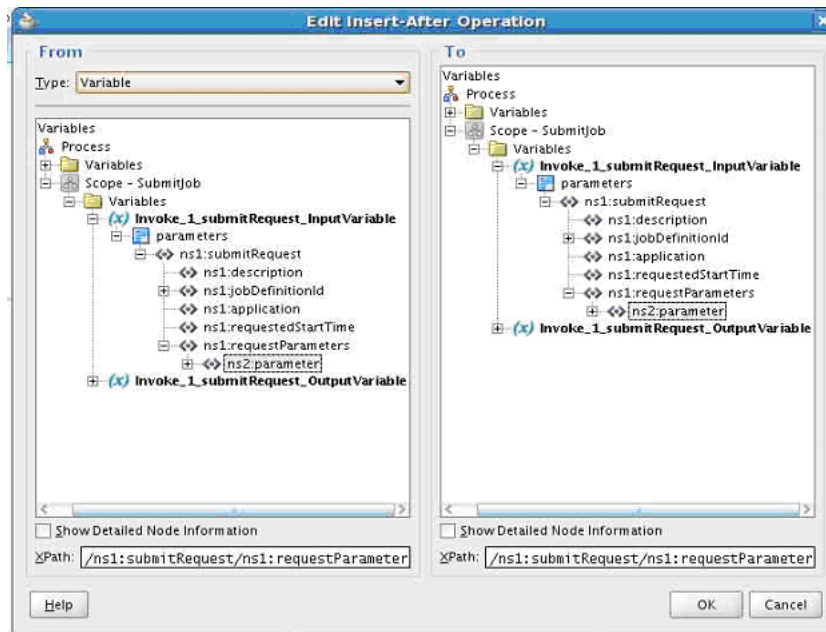 Edit Insert-After Operation
From
Type: Variable
Variables
Process
Variables
Scope - SubmitJob
Variables
(x) Invoke_1_submitRequest_InputVariable
parameters
ns1:submitRequest
ns1:description
ns1:jobDefinitionId
ns1:application
ns1:requestedStartTime
ns1:requestParameters
ns2:parameter
(x) Invoke_1_submitRequest_OutputVariable
Show Detailed Node Information
XPath: /ns1:submitRequest/ns1:requestParameter
To
Variables
Process
Variables
Scope - SubmitJob
Variables
(x) Invoke_1_submitRequest_InputVariable
parameters
ns1:submitRequest
ns1:description
ns1:jobDefinitionId
ns1:application
ns1:requestedStartTime
ns1:requestParameters
ns2:parameter
(x) Invoke_1_submitRequest_OutputVariable
Show Detailed Node Information
XPath: /ns1:submitRequest/ns1:requestParameter
Help
OK
Cancel